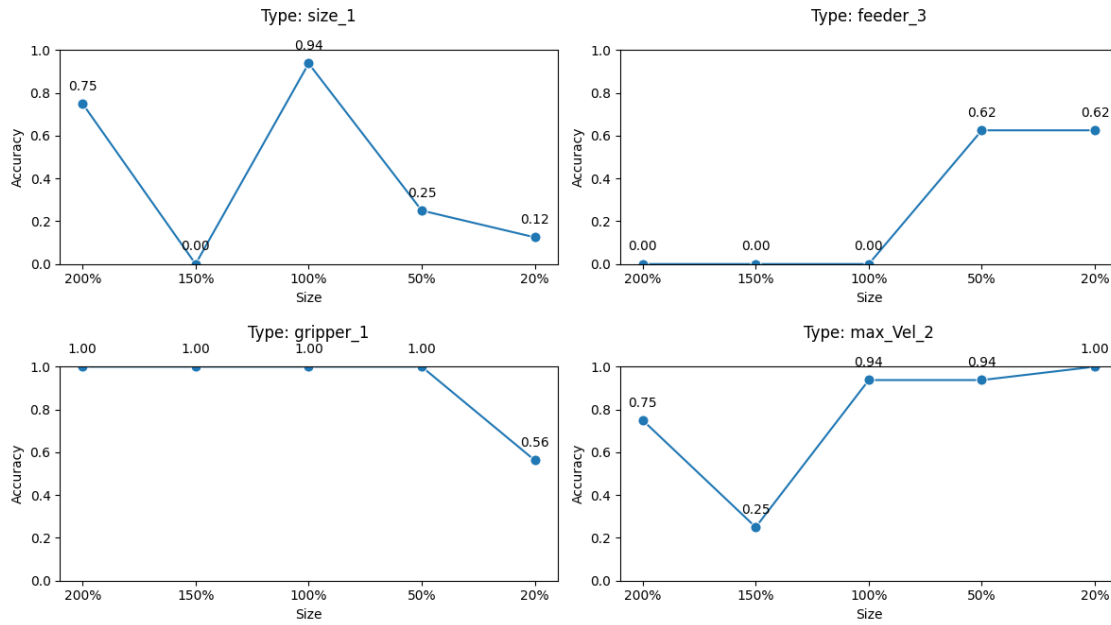 Type: size_1
0.94
1.0
0.75
0.8
0.6
Accuracy
0.4
0.25
0.2
0.12
0.00
0.0
200% 150% 100% 50% 20%
Size
Type: feeder_3
1.0
0.8
0.62 0.62
0.6
Accuracy
0.4
0.2
0.00 0.00 0.00
0.0
200% 150% 100% 50% 20%
Size
Type: gripper_1
1.00 1.00 1.00 1.00
1.0
0.8
0.56
0.6
Accuracy
0.4
0.2
0.0
200% 150% 100% 50% 20%
Size
Type: max_Vel_2
1.00
0.94 0.94
1.0
0.75
0.8
0.6
Accuracy
0.4
0.25
0.2
0.0
200% 150% 100% 50% 20%
Size